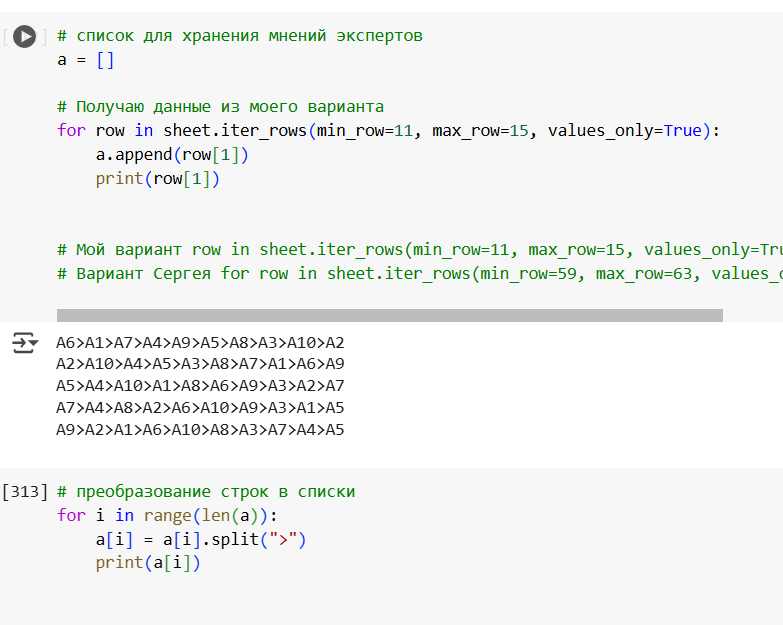 # список для хранения мнений экспертов
a = []
# Получаю данные из моего варианта
for row in sheet.iter_rows(min_row=11, max_row=15, values_only=True):
    a.append(row[1])
    print(row[1])
# Мой вариант row in sheet.iter_rows(min_row=11, max_row=15, values_only=Tru
# Вариант Сергея for row in sheet.iter_rows(min_row=59, max_row=63, values_
A6>A1>A7>A4>A9>A5>A8>A3>A10>A2
A2>A10>A4>A5>A3>A8>A7>A1>A6>A9
A5>A4>A10>A1>A8>A6>A9>A3>A2>A7
A7>A4>A8>A2>A6>A10>A9>A3>A1>A5
A9>A2>A1>A6>A10>A8>A3>A7>A4>A5
[313] # преобразование строк в списки
for i in range(len(a)):
    a[i] = a[i].split(">")
    print(a[i])